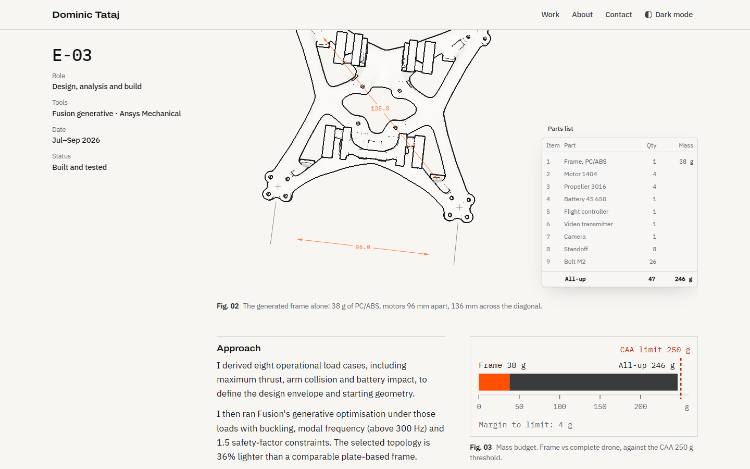 Dominic Tataj
Work About Contact Dark mode
E-03
Role
Design, analysis and build
Tools
Fusion generative · Ansys Mechanical
Date
Jul–Sep 2026
Status
Built and tested
96.0
Parts list
Item Part Qty Mass
1 Frame, PC/ABS 1 38 g
2 Motor 1404 4
3 Propeller 3016 4
4 Battery 4S 650 1
5 Flight controller 1
6 Video transmitter 1
7 Camera 1
8 Standoff 8
9 Bolt M2 26
All-up 47 246 g
Fig. 02 The generated frame alone: 38 g of PC/ABS, motors 96 mm apart, 136 mm across the diagonal.
Approach
I derived eight operational load cases, including
maximum thrust, arm collision and battery impact, to
define the design envelope and starting geometry.
I then ran Fusion's generative optimisation under those
loads with buckling, modal frequency (above 300 Hz) and
1.5 safety-factor constraints. The selected topology is
36% lighter than a comparable plate-based frame.
CAA limit 250 g
Frame 38 g All-up 246 g
0 50 100 150 200 g
Margin to limit: 4 g
Fig. 03 Mass budget. Frame vs complete drone, against the CAA 250 g
threshold.